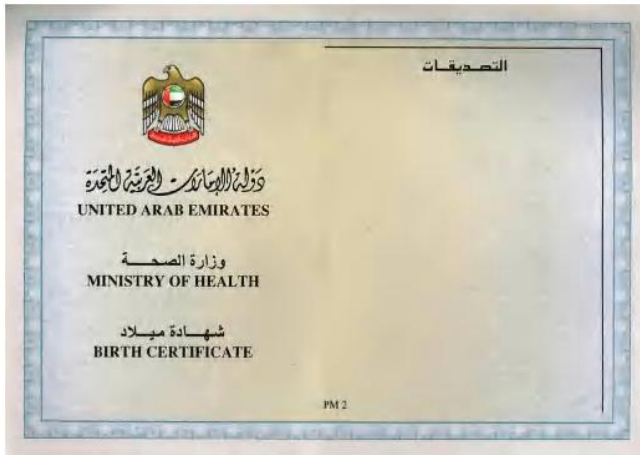 دولة الإمارات العربية المتحدة
UNITED ARAB EMIRATES
وزارة الصحة
MINISTRY OF HEALTH
شهادة ميلاد
BIRTH CERTIFICATE
التصديقات
PM 2